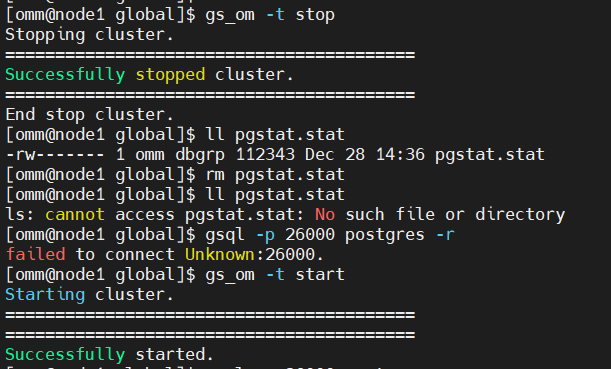 [omm@node1 global]$ gs_om -t stop
Stopping cluster.
=========================================
Successfully stopped cluster.
=========================================
End stop cluster.
[omm@node1 global]$ ll pgstat.stat
-rw------- 1 omm dbgrp 112343 Dec 28 14:36 pgstat.stat
[omm@node1 global]$ rm pgstat.stat
[omm@node1 global]$ ll pgstat.stat
ls: cannot access pgstat.stat: No such file or directory
[omm@node1 global]$ gsql -p 26000 postgres -r
failed to connect Unknown:26000.
[omm@node1 global]$ gs_om -t start
Starting cluster.
=========================================
=========================================
Successfully started.